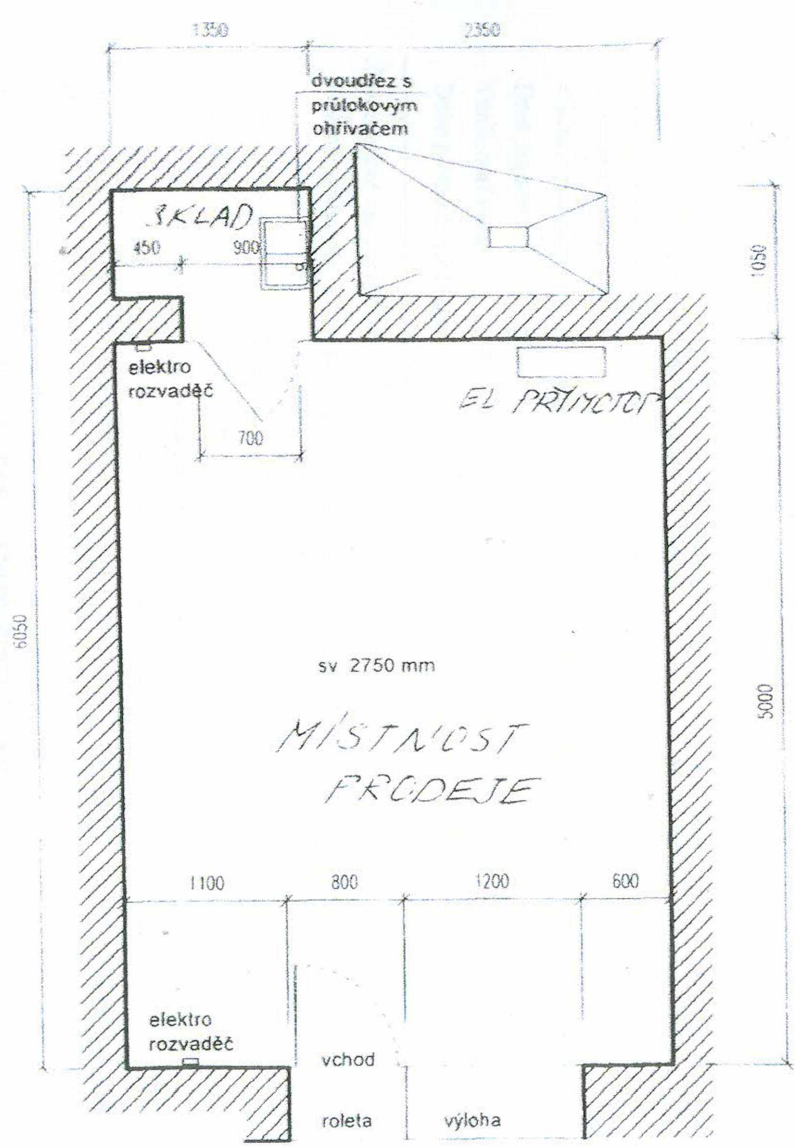 1350
2350
dvoudřez s
průtokovým
ohřívačem
SKLAD
450
900
1050
elektro
rozvaděč
EL PŘÍMOTOP
700
6050
sv 2750 mm
5000
MÍSTNOST
PRODEJE
1100
800
1200
600
elektro
rozvaděč
vchod
roleta
výloha